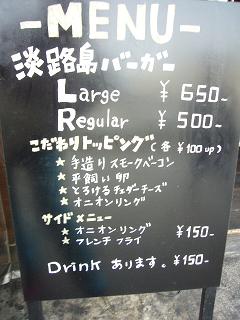 -MENU-
淡路島バーガー
Large ¥650-
Regular ¥500-
こだわりトッピング(各¥100up)
★ 手造りスモークベーコン
★ 平飼い卵
★ とろけるチェダーチーズ
★ オニオンリング
サイドメニュー
★ オニオンリング ¥150-
★ フレンチフライ
Drink あります。¥150-